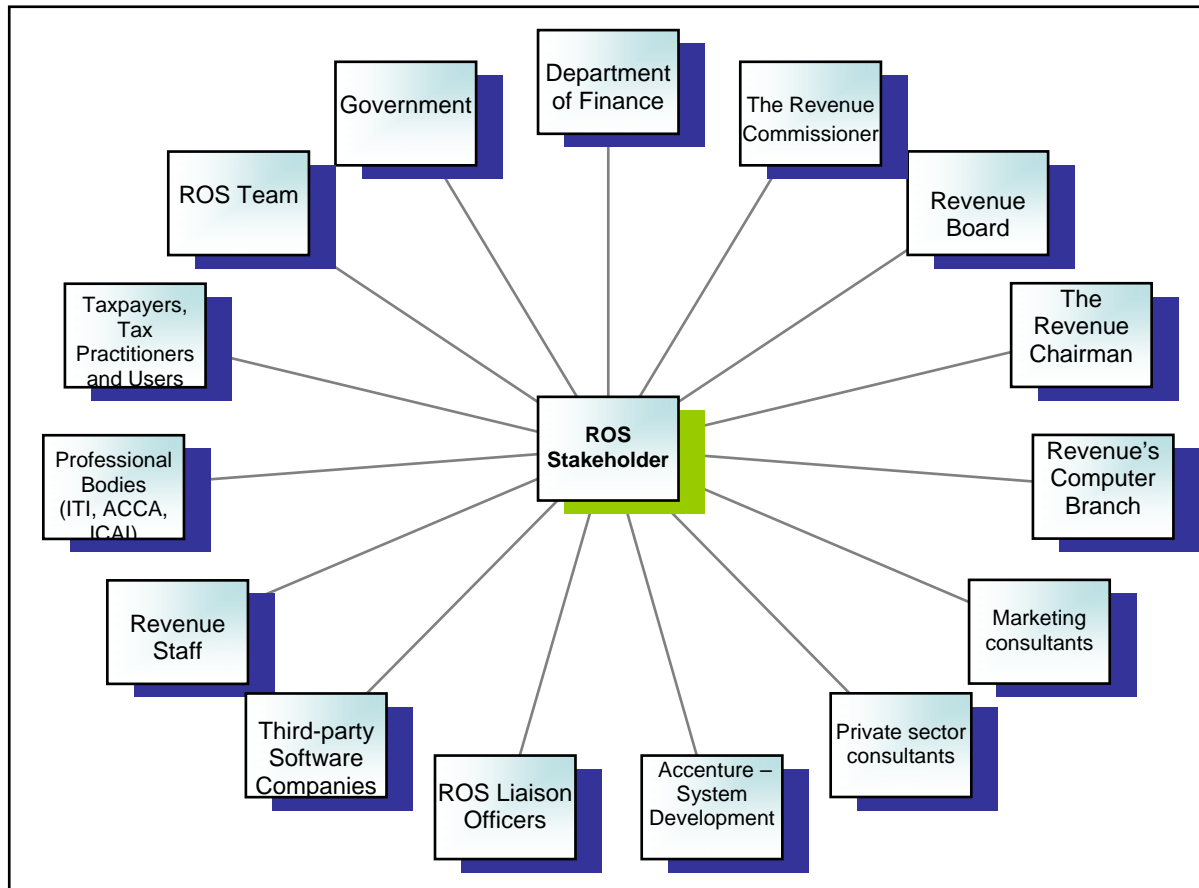 Department
of Finance
The Revenue
Commissioner
Government
ROS Team
Revenue
Board
Taxpayers,
Tax
Practitioners
and Users
The
Revenue
Chairman
ROS
Stakeholder
Professional
Bodies
(ITI, ACCA,
ICAI)
Revenue's
Computer
Branch
Revenue
Staff
Marketing
consultants
Third-party
Software
Companies
ROS Liaison
Officers
Accenture –
System
Development
Private sector
consultants